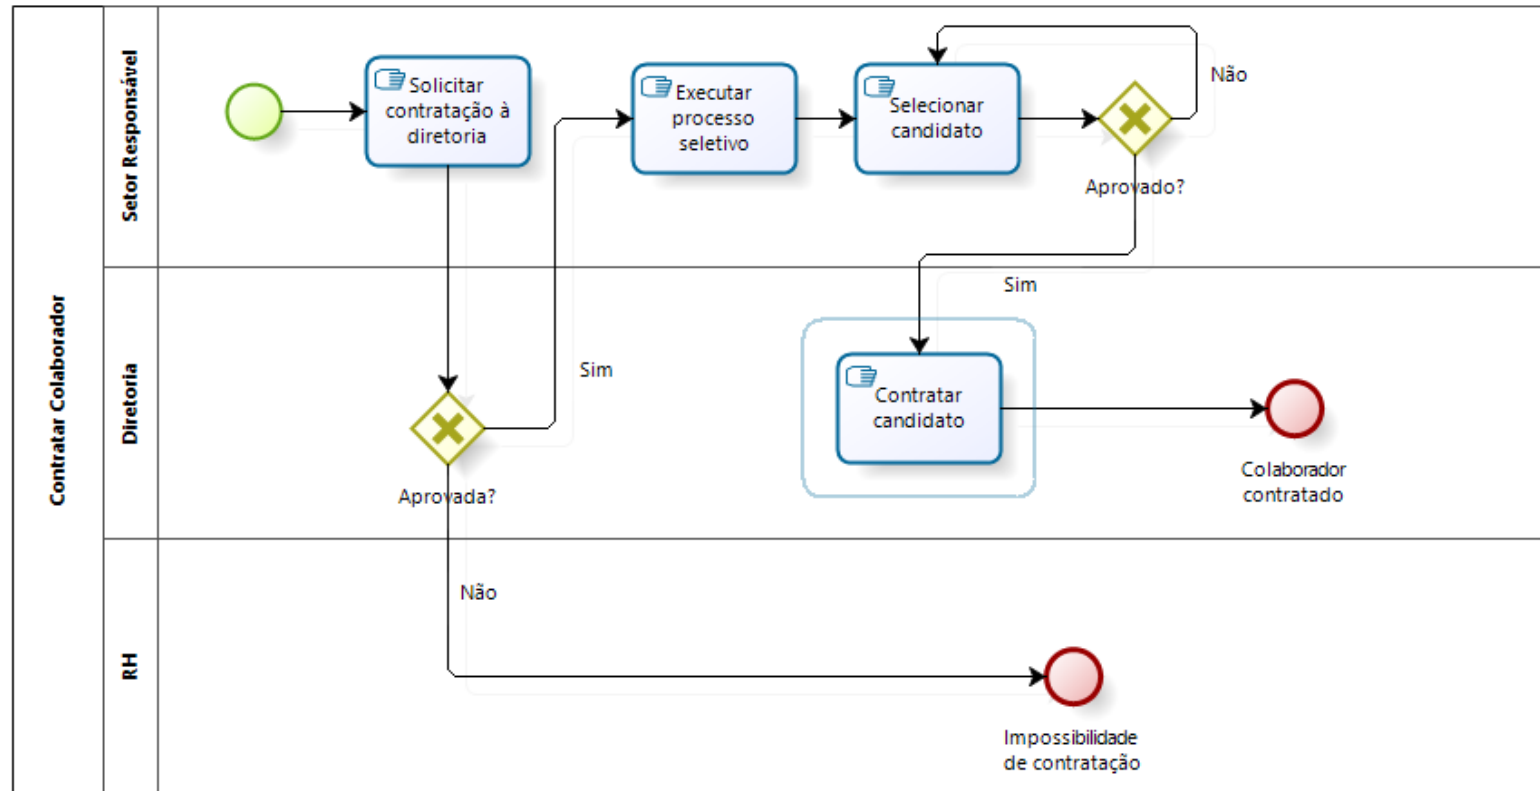 Contratar Colaborador
Setor Responsável
Solicitar
contratação à
diretoria
Executar
processo
seletivo
Selecionar
candidato
Não
Aprovado?
Diretoria
Sim
Sim
Contratar
candidato
Aprovada?
Colaborador
contratado
RH
Não
Impossibilidade
de contratação